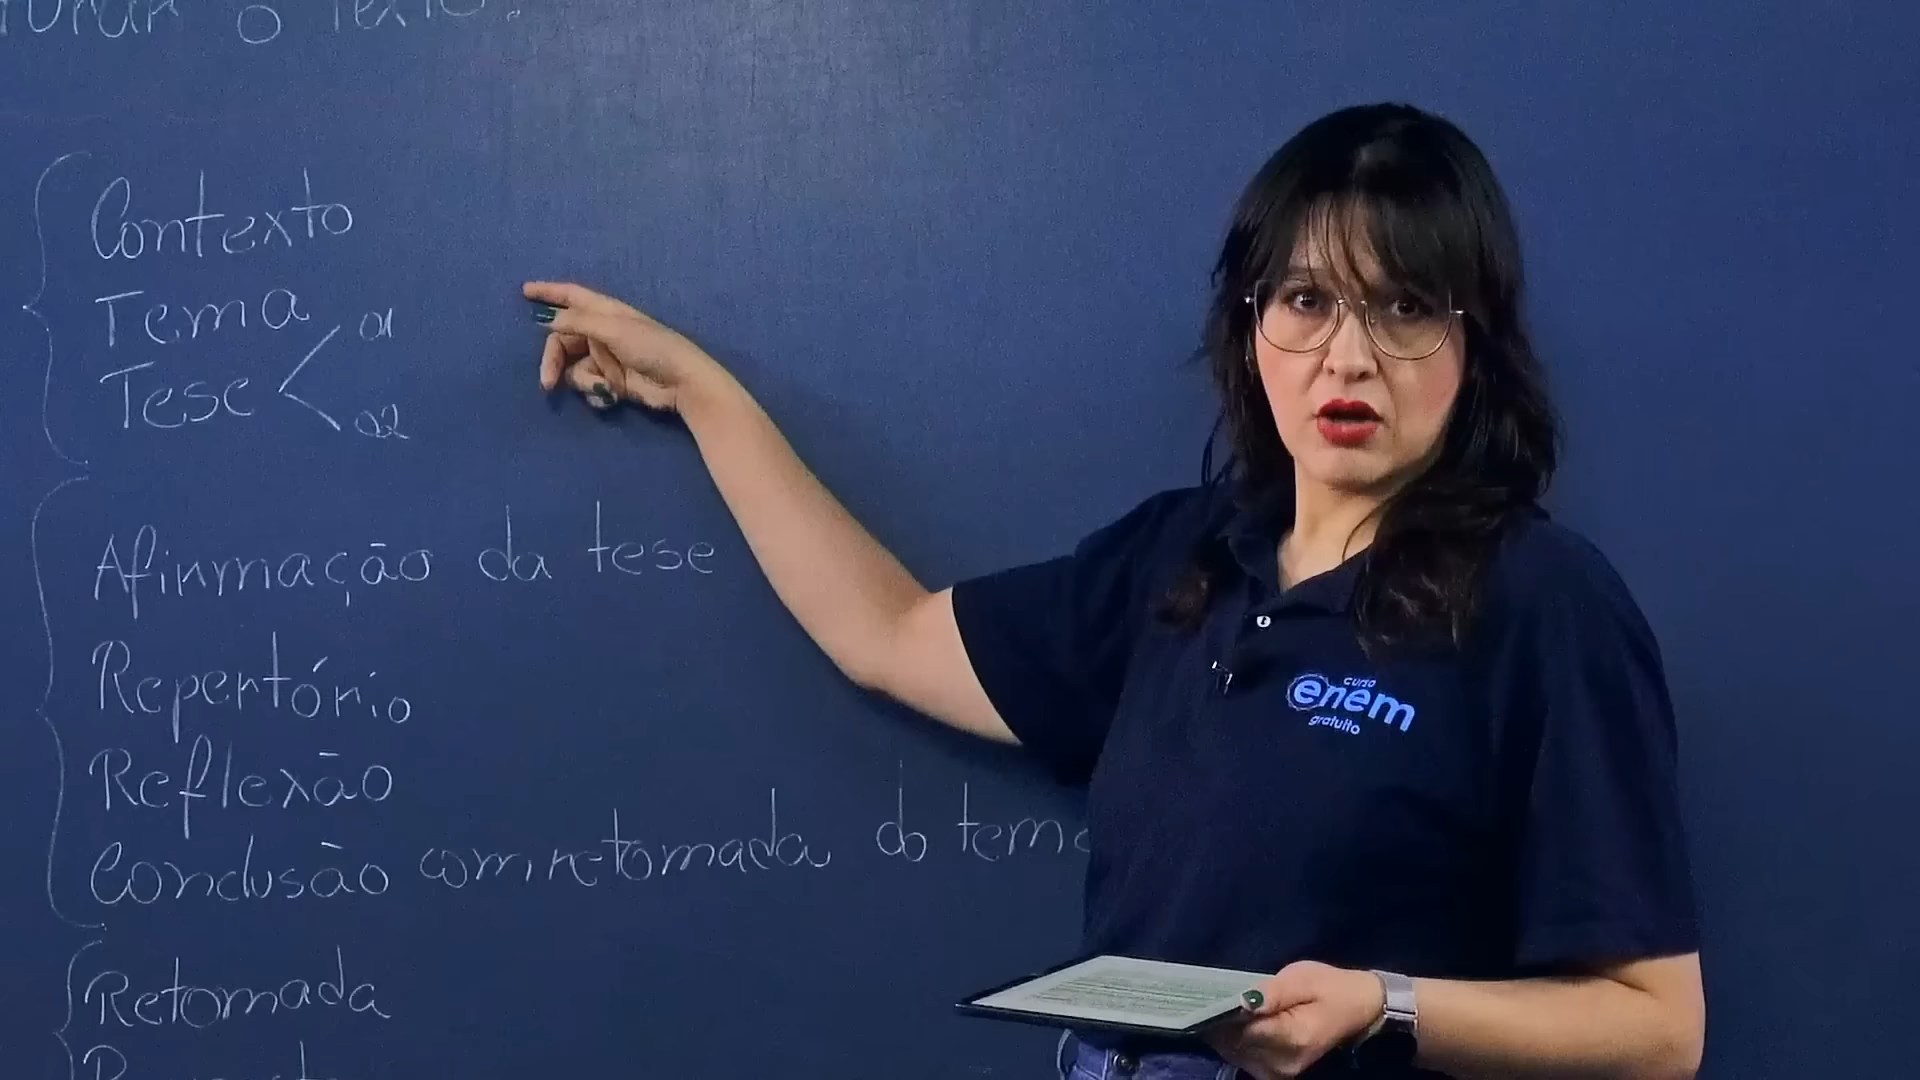 o Texto.
Contexto
Tema
Tese < 01
02
Afirmação da tese
Repertório
Reflexão
Conclusão com retomada do tema
Retomada
curso
enem
gratuito